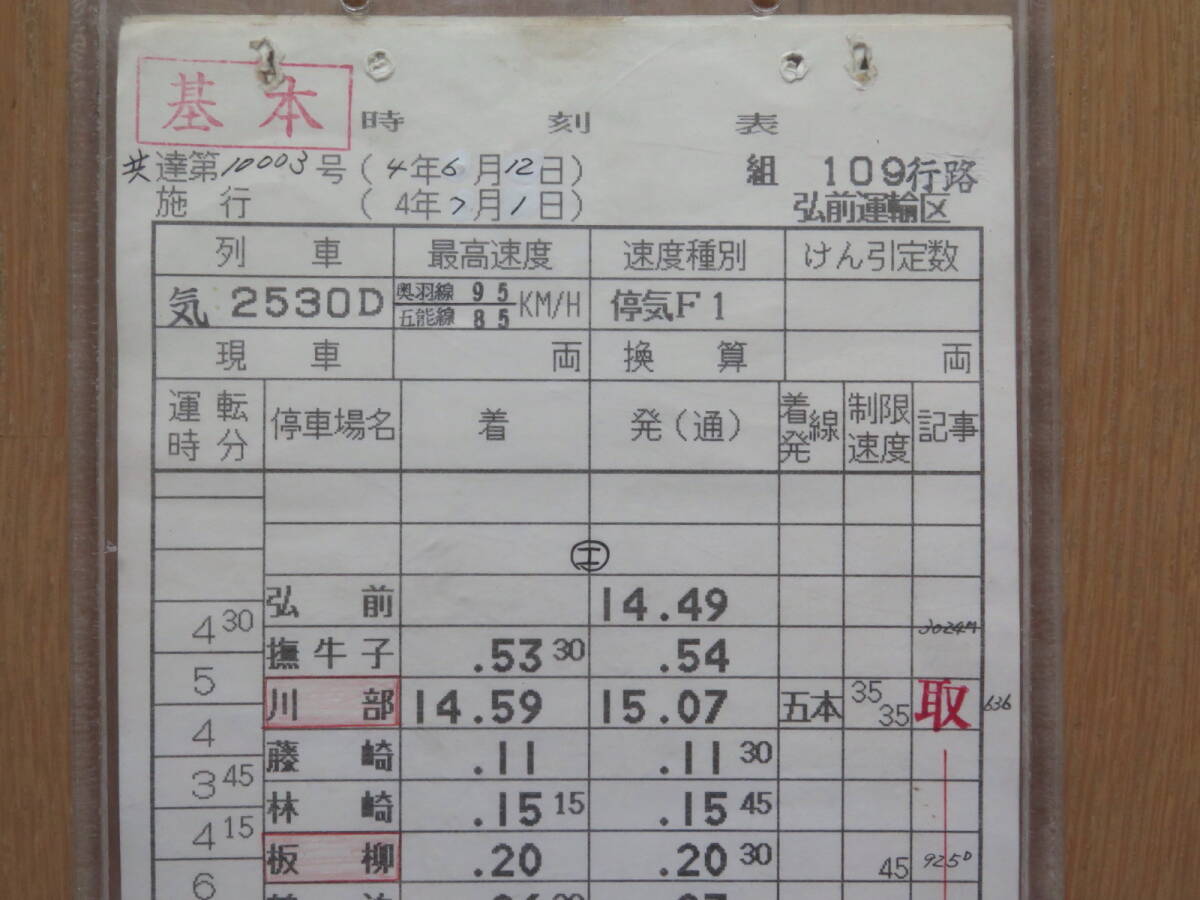 基本 時刻表
共達第10003号 (4年6月12日) 組 109行路
施行 (4年7月1日) 弘前運輸区
列車 最高速度 速度種別 けん引定数
気 2530D 奥羽線 95 五能線 85 KM/H 停気F1
現車 両 換算 両
運転時分 停車場名 着 発(通) 着発線 制限速度 記事
㋓
弘前 14.49
4 30 3024M
撫牛子 .53 30 .54
5
川部 14.59 15.07 五本 35 35 取 636
4
藤崎 .11 .11 30
3 45
林崎 .15 15 .15 45
4 15
板柳 .20 .20 30 45 925D
6